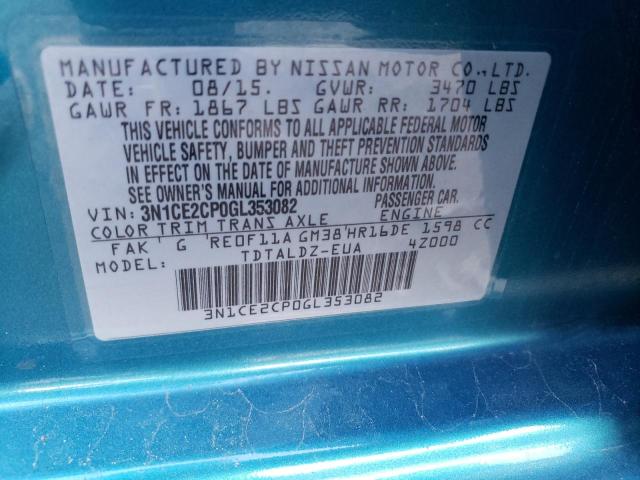 MANUFACTURED BY NISSAN MOTOR CO.,LTD.
DATE: 08/15. GVWR: 3470 LBS
GAWR FR: 1867 LBS GAWR RR: 1704 LBS
THIS VEHICLE CONFORMS TO ALL APPLICABLE FEDERAL MOTOR
VEHICLE SAFETY, BUMPER AND THEFT PREVENTION STANDARDS
IN EFFECT ON THE DATE OF MANUFACTURE SHOWN ABOVE.
SEE OWNER'S MANUAL FOR ADDITIONAL INFORMATION.
VIN: 3N1CE2CP0GL353082 PASSENGER CAR.
COLOR TRIM TRANS AXLE ENGINE
FAK' G 'RE0F11A GM38'HR16DE 1598 CC
MODEL: TDTALDZ-EUA 4Z000
3N1CE2CP0GL353082